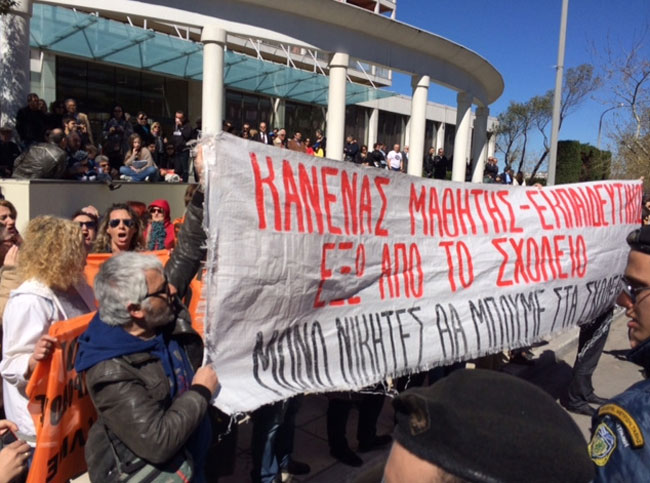 ΚΑΝΕΝΑΣ ΜΑΘΗΤΗΣ-ΕΚΠΑΙΔΕΥΤΙΚΟΣ
ΕΞΩ ΑΠΟ ΤΟ ΣΧΟΛΕΙΟ
ΜΟΝΟ ΝΙΚΗΤΕΣ ΘΑ ΜΠΟΥΜΕ ΣΤΑ